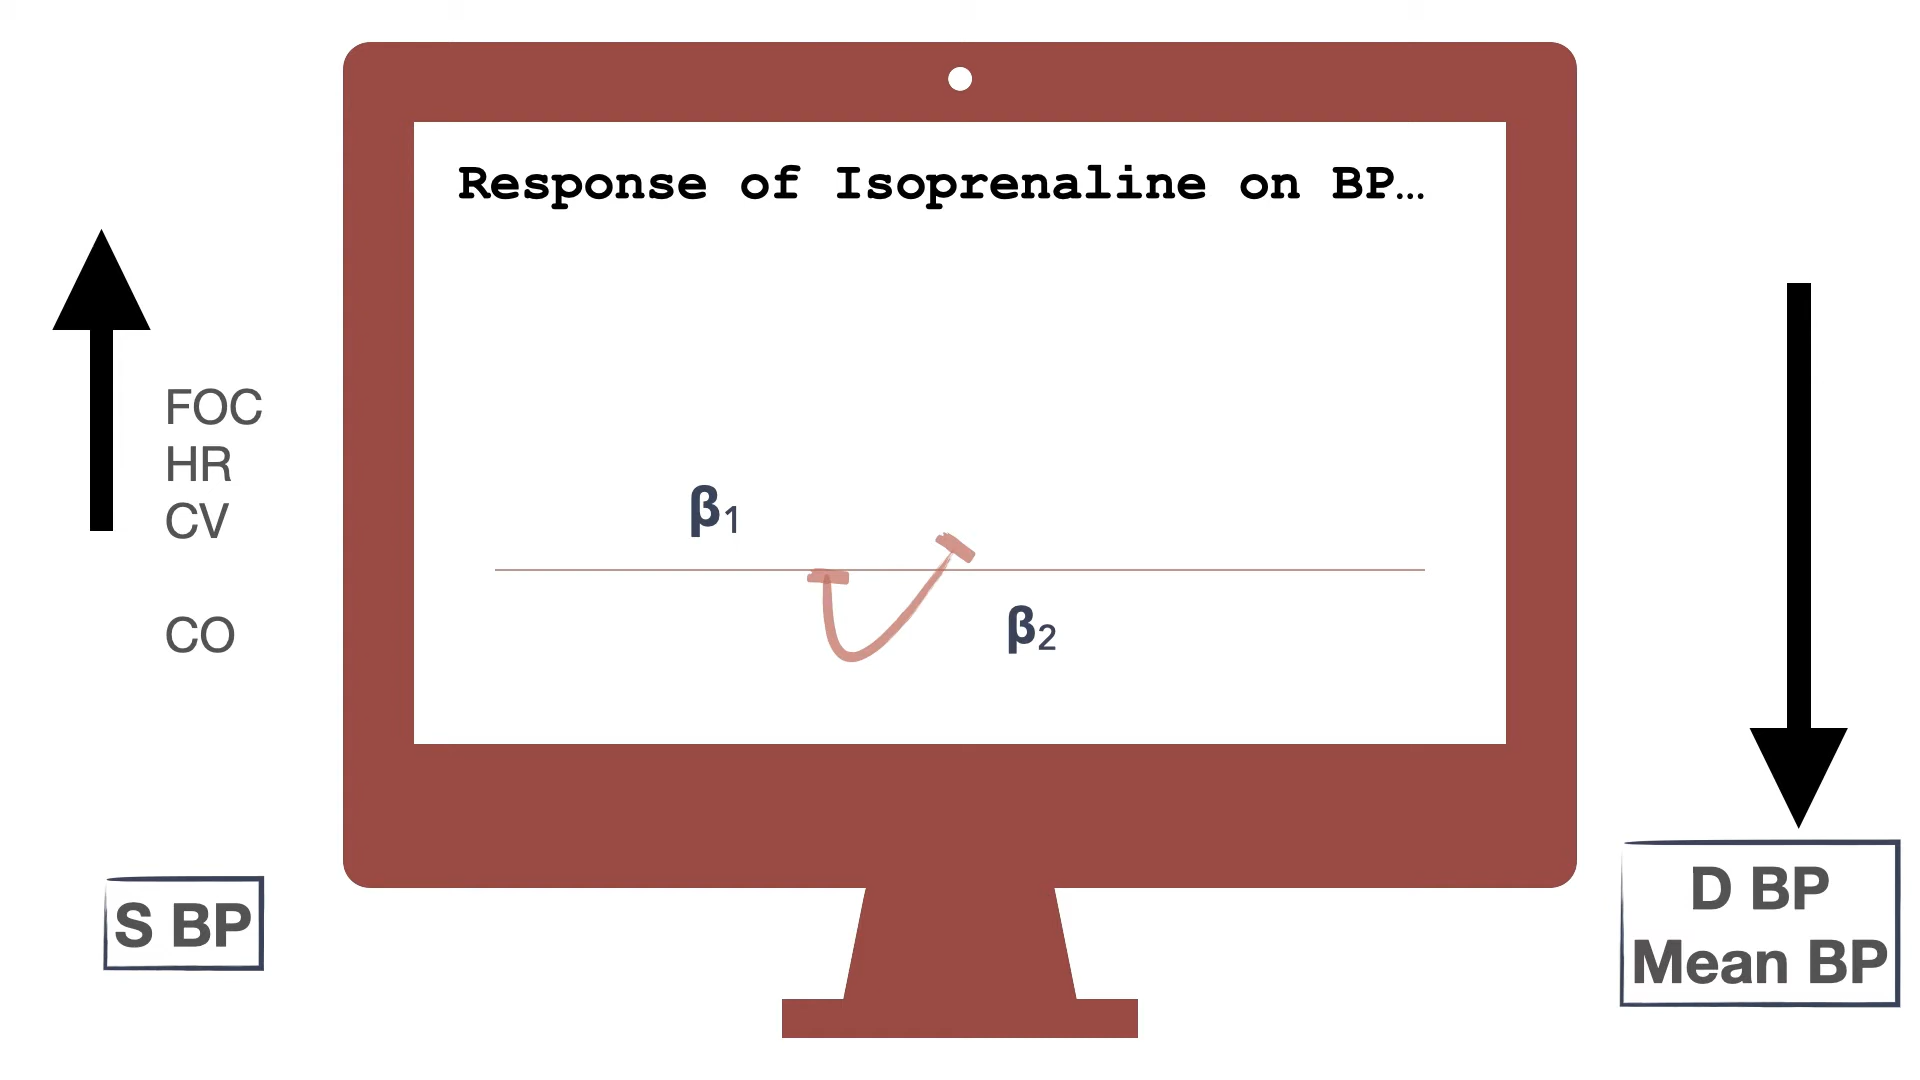 Response of Isoprenaline on BP…
FOC
HR
CV
CO
β1
β2
S BP
D BP
Mean BP